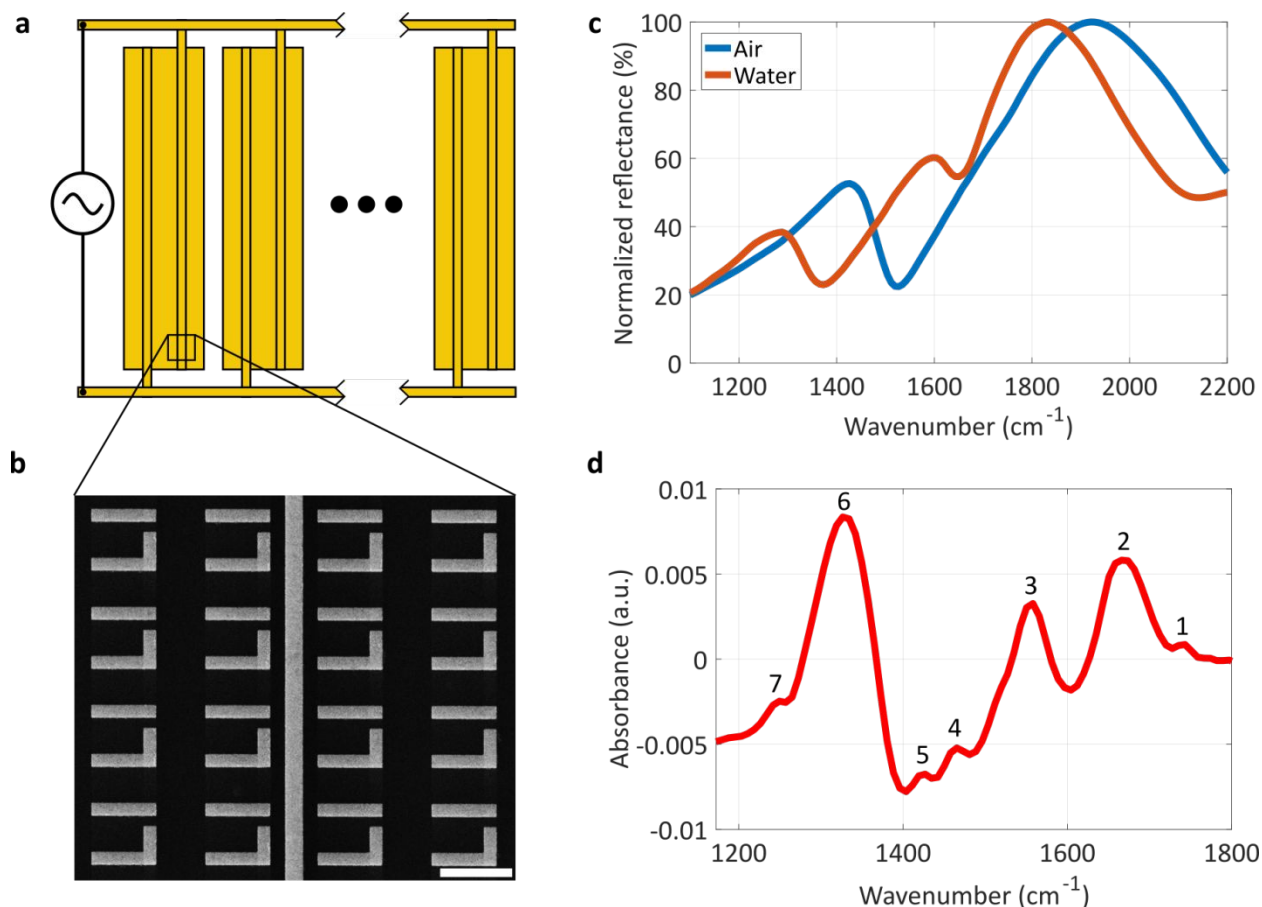 a
b
c
Normalized reflectance (%)
100
80
60
40
20
0
Air
Water
1200 1400 1600 1800 2000 2200
Wavenumber (cm⁻¹)
d
Absorbance (a.u.)
0.01
0.005
0
-0.005
-0.01
7 6 5 4 3 2 1
1200 1400 1600 1800
Wavenumber (cm⁻¹)